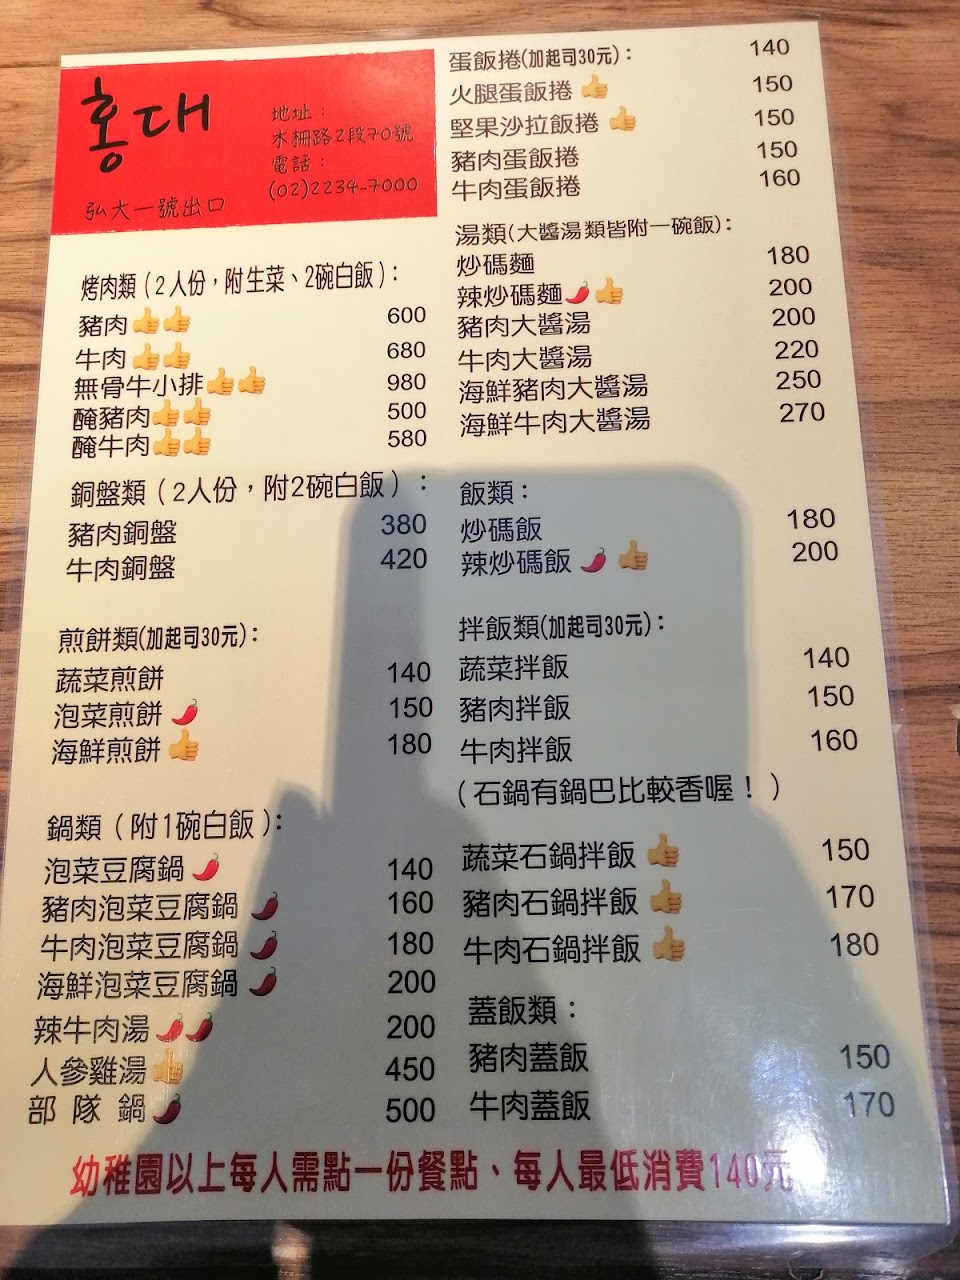 홍대
地址：
木柵路2段70號
電話：
(02)2234-7000
弘大一號出口
烤肉類（2人份，附生菜、2碗白飯）：
豬肉👍👍 600
牛肉👍👍 680
無骨牛小排👍👍 980
醃豬肉👍👍 500
醃牛肉👍👍 580
銅盤類（2人份，附2碗白飯）：
豬肉銅盤 380
牛肉銅盤 420
煎餅類(加起司30元)：
蔬菜煎餅 140
泡菜煎餅🌶 150
海鮮煎餅👍 180
鍋類（附1碗白飯）：
泡菜豆腐鍋🌶 140
豬肉泡菜豆腐鍋🌶 160
牛肉泡菜豆腐鍋🌶 180
海鮮泡菜豆腐鍋🌶 200
辣牛肉湯🌶🌶 200
人參雞湯👍 450
部隊鍋🌶 500
蛋飯捲(加起司30元)： 140
火腿蛋飯捲👍 150
堅果沙拉飯捲👍 150
豬肉蛋飯捲 150
牛肉蛋飯捲 160
湯類(大醬湯類皆附一碗飯)：
炒碼麵 180
辣炒碼麵🌶👍 200
豬肉大醬湯 200
牛肉大醬湯 220
海鮮豬肉大醬湯 250
海鮮牛肉大醬湯 270
飯類：
炒碼飯 180
辣炒碼飯🌶👍 200
拌飯類(加起司30元)：
蔬菜拌飯 140
豬肉拌飯 150
牛肉拌飯 160
（石鍋有鍋巴比較香喔！）
蔬菜石鍋拌飯👍 150
豬肉石鍋拌飯👍 170
牛肉石鍋拌飯👍 180
蓋飯類：
豬肉蓋飯 150
牛肉蓋飯 170
幼稚園以上每人需點一份餐點、每人最低消費140元